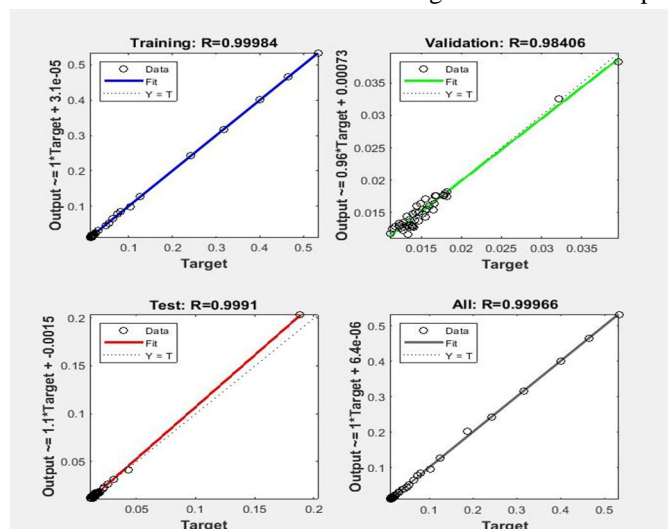 Training: R=0.99984
Output ~= 1*Target + 3.1e-05
0.5
0.4
0.3
0.2
0.1
Data
Fit
Y = T
0.1 0.2 0.3 0.4 0.5
Target
Validation: R=0.98406
Output ~= 0.96*Target + 0.00073
0.035
0.03
0.025
0.02
0.015
Data
Fit
Y = T
0.015 0.02 0.025 0.03 0.035
Target
Test: R=0.9991
Output ~= 1.1*Target + -0.0015
0.2
0.15
0.1
0.05
Data
Fit
Y = T
0.05 0.1 0.15 0.2
Target
All: R=0.99966
Output ~= 1*Target + 6.4e-06
0.5
0.4
0.3
0.2
0.1
Data
Fit
Y = T
0.1 0.2 0.3 0.4 0.5
Target